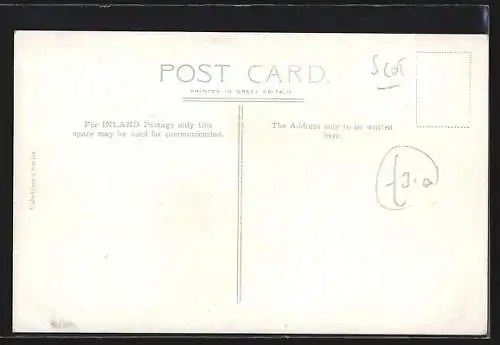 POST CARD.
PRINTED IN GREAT BRITAIN
For INLAND Postage only this
space may be used for communication.
The Address only to be written
here.
Scot